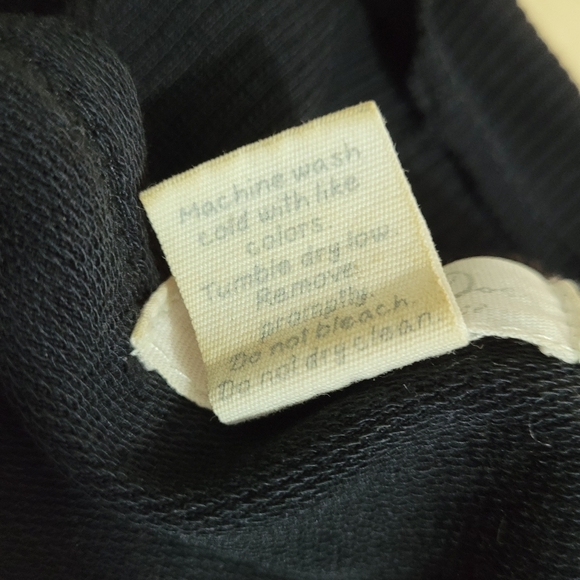 Machine wash
cold with like
colors.
Tumble dry low.
Remove
promptly.
Do not bleach.
Do not dry clean